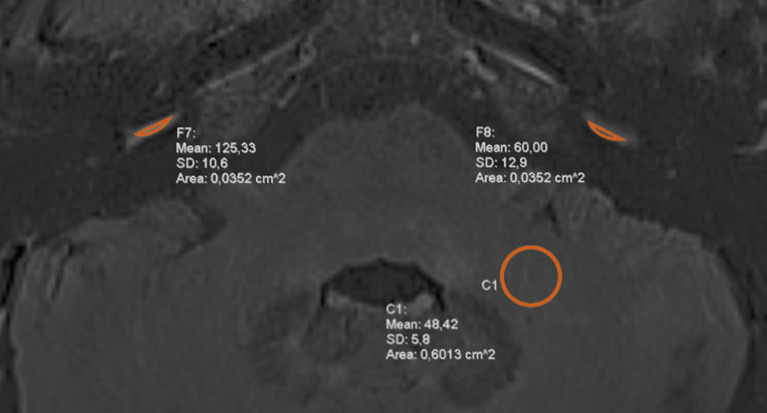 F7:
Mean: 125,33
SD: 10,6
Area: 0,0352 cm^2
F8:
Mean: 60,00
SD: 12,9
Area: 0,0352 cm^2
C1
C1:
Mean: 48,42
SD: 5,8
Area: 0,6013 cm^2